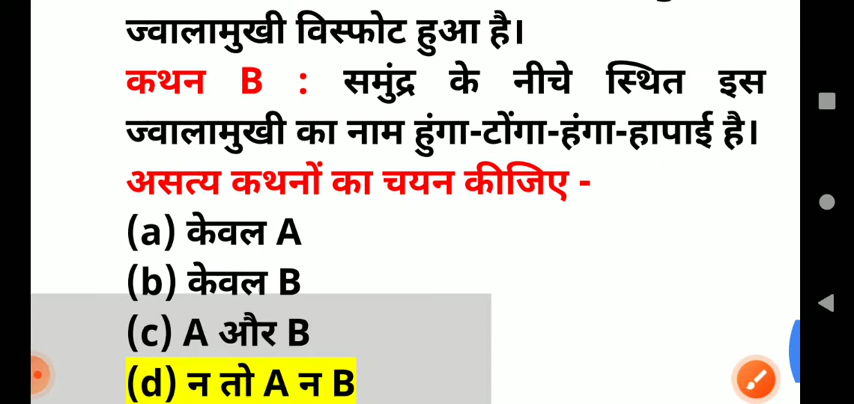 ज्वालामुखी विस्फोट हुआ है।
कथन B : समुंद्र के नीचे स्थित इस
ज्वालामुखी का नाम हुंगा-टोंगा-हंगा-हापाई है।
असत्य कथनों का चयन कीजिए -
(a) केवल A
(b) केवल B
(c) A और B
(d) न तो A न B